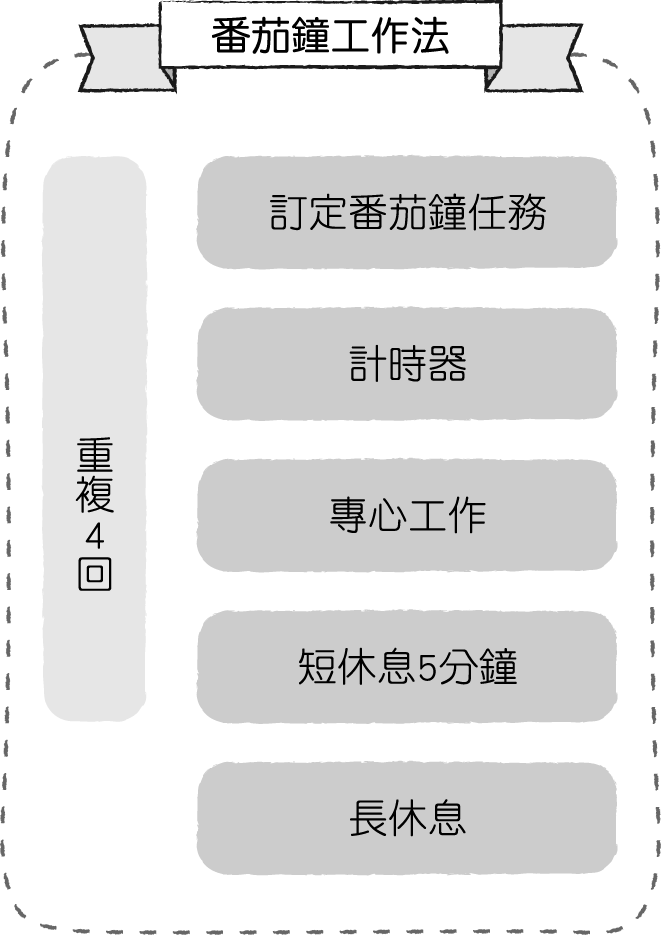 番茄鐘工作法
重複4回
訂定番茄鐘任務
計時器
專心工作
短休息5分鐘
長休息